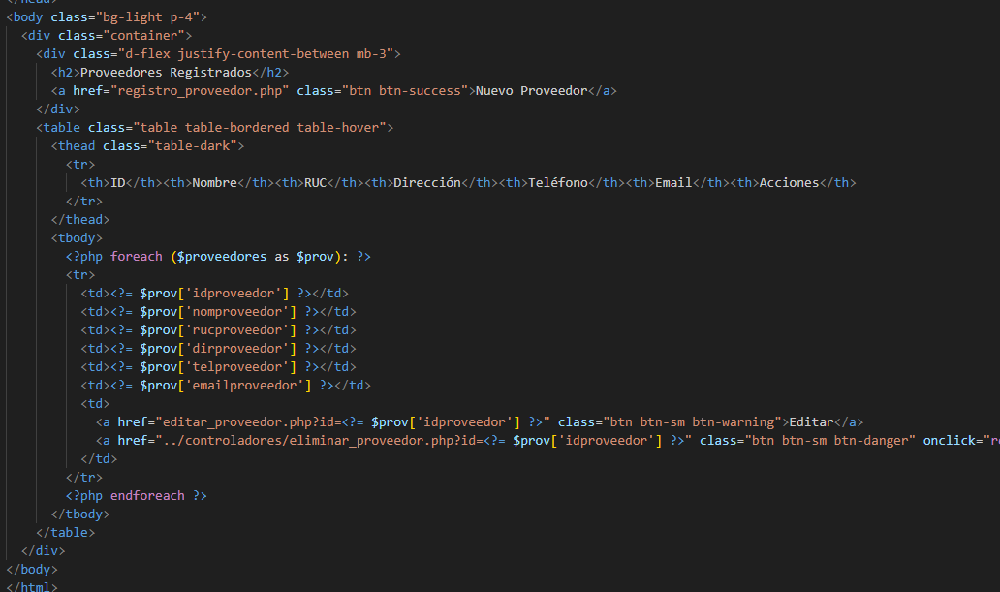 </head>
<body class="bg-light p-4">
<div class="container">
<div class="d-flex justify-content-between mb-3">
<h2>Proveedores Registrados</h2>
<a href="registro_proveedor.php" class="btn btn-success">Nuevo Proveedor</a>
</div>
<table class="table table-bordered table-hover">
<thead class="table-dark">
<tr>
<th>ID</th><th>Nombre</th><th>RUC</th><th>Dirección</th><th>Teléfono</th><th>Email</th><th>Acciones</th>
</tr>
</thead>
<tbody>
<?php foreach ($proveedores as $prov): ?>
<tr>
<td><?= $prov['idproveedor'] ?></td>
<td><?= $prov['nomproveedor'] ?></td>
<td><?= $prov['rucproveedor'] ?></td>
<td><?= $prov['dirproveedor'] ?></td>
<td><?= $prov['telproveedor'] ?></td>
<td><?= $prov['emailproveedor'] ?></td>
<td>
<a href="editar_proveedor.php?id=<?= $prov['idproveedor'] ?>" class="btn btn-sm btn-warning">Editar</a>
<a href="../controladores/eliminar_proveedor.php?id=<?= $prov['idproveedor'] ?>" class="btn btn-sm btn-danger" onclick="r
</td>
</tr>
<?php endforeach ?>
</tbody>
</table>
</div>
</body>
</html>